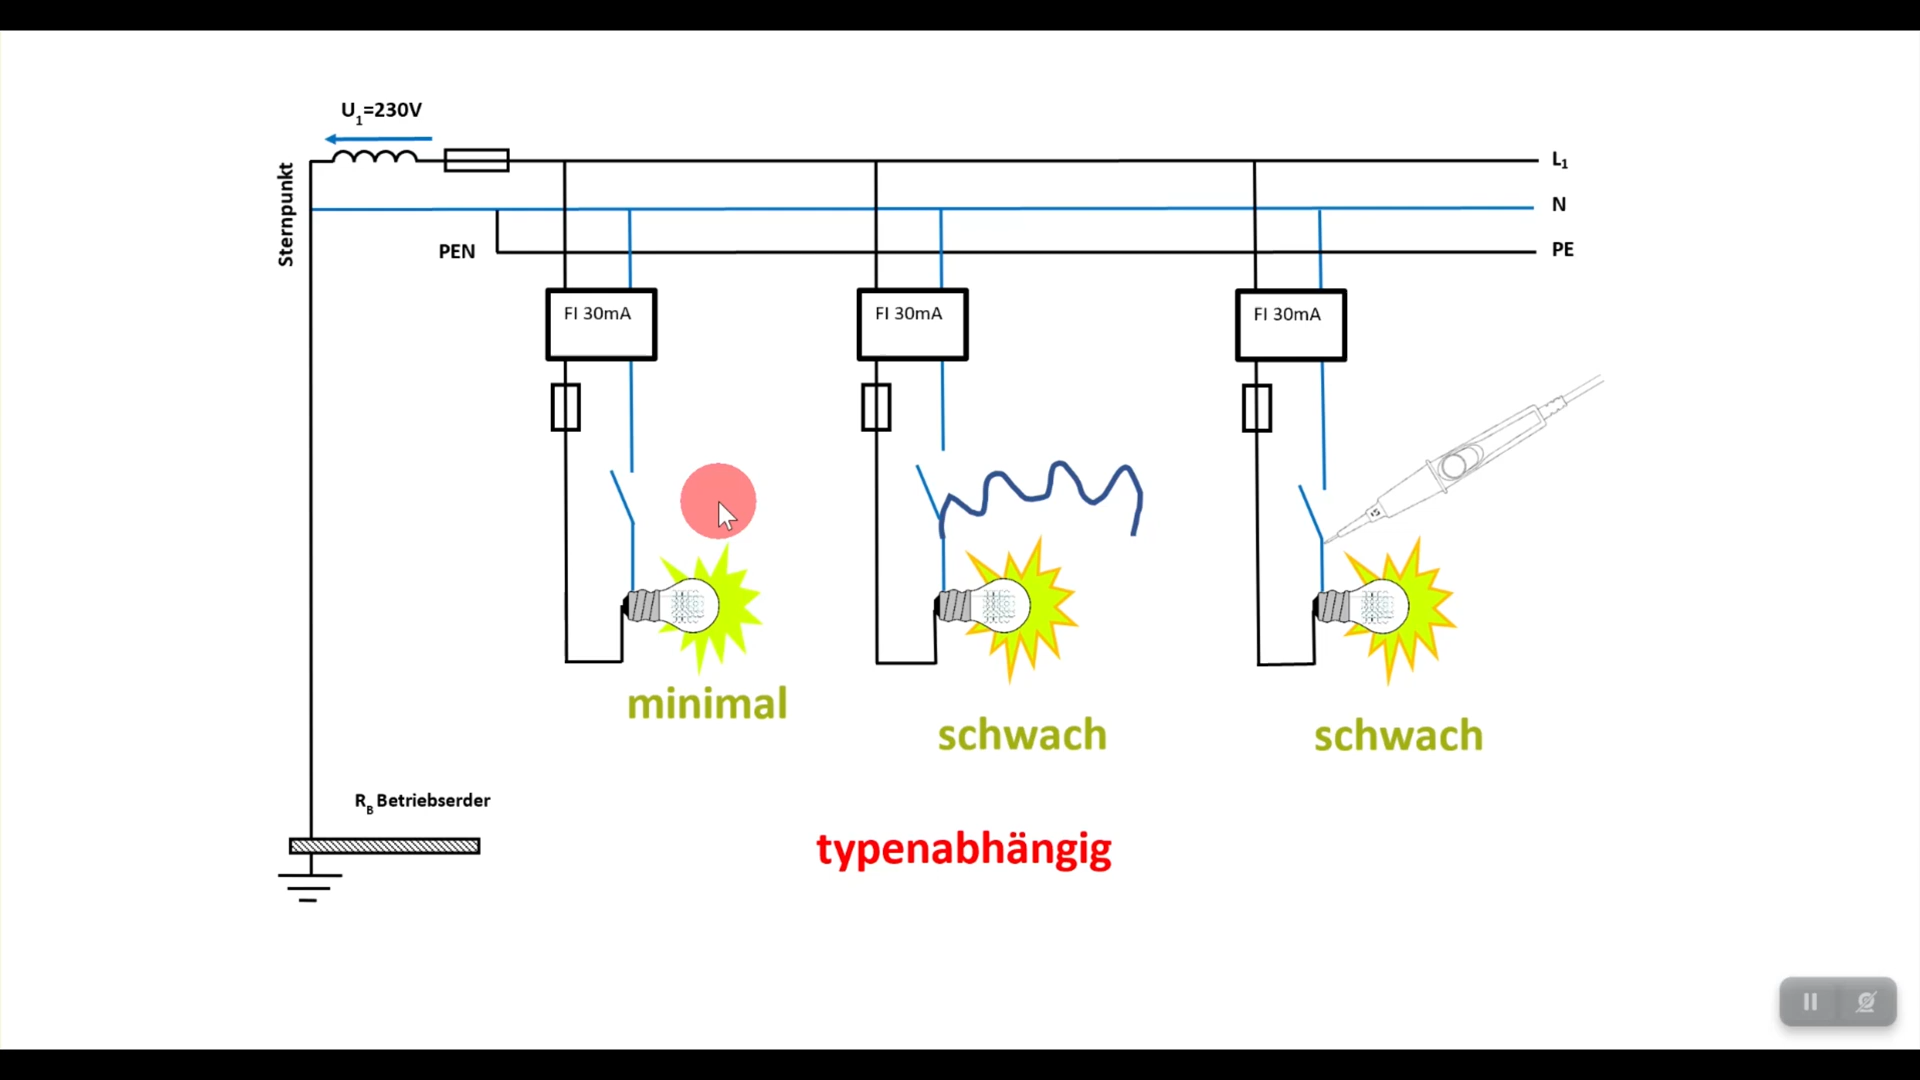 U1=230V
Sternpunkt
L1
N
PEN
PE
FI 30mA
FI 30mA
FI 30mA
minimal
schwach
schwach
RB Betriebserder
typenabhängig